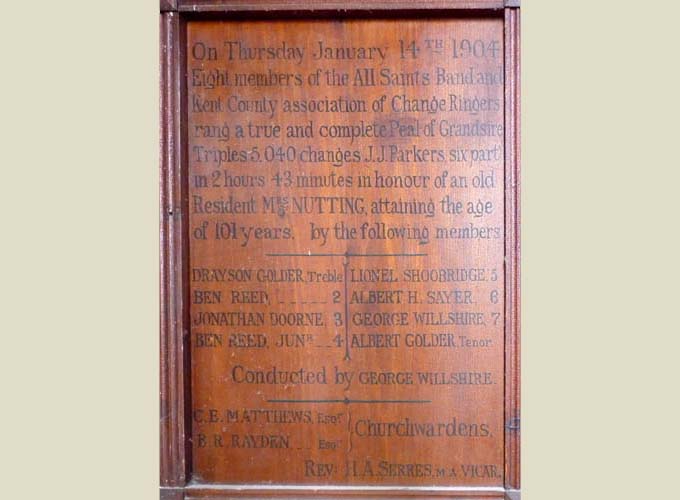 On Thursday January 14TH 1904
Eight members of the All Saints Band and
Kent County association of Change Ringers
rang a true and complete Peal of Grandsire
Triples 5,040 changes J.J. Parkers six part
in 2 hours 43 minutes in honour of an old
Resident MRS NUTTING, attaining the age
of 101 years, by the following members
DRAYSON GOLDER, Treble LIONEL SHOOBRIDGE, 5
BEN REED, _ _ _ _ _ 2 ALBERT H. SAYER, 6
JONATHAN DOORNE, 3 GEORGE WILLSHIRE, 7
BEN REED, JUNR _ _ 4 ALBERT GOLDER, Tenor
Conducted by GEORGE WILLSHIRE.
C. E. MATTHEWS, Esqr
B. R. RAYDEN _ _ Esqr
Churchwardens,
REV. H. A. SERRES, M.A. VICAR,